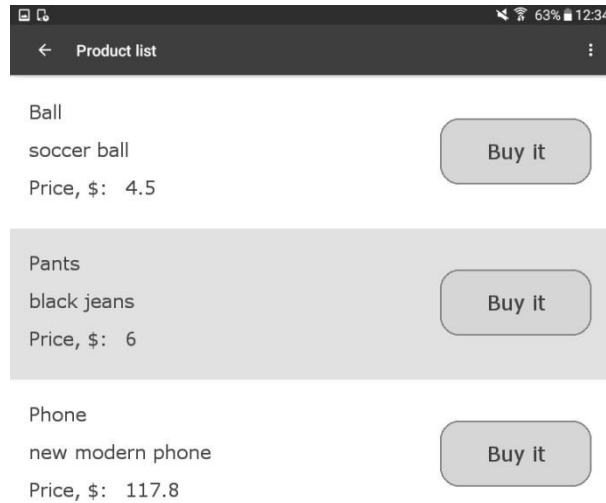 63% 12:34
Product list
Ball
soccer ball
Buy it
Price, $: 4.5
Pants
black jeans
Buy it
Price, $: 6
Phone
new modern phone
Buy it
Price, $: 117.8